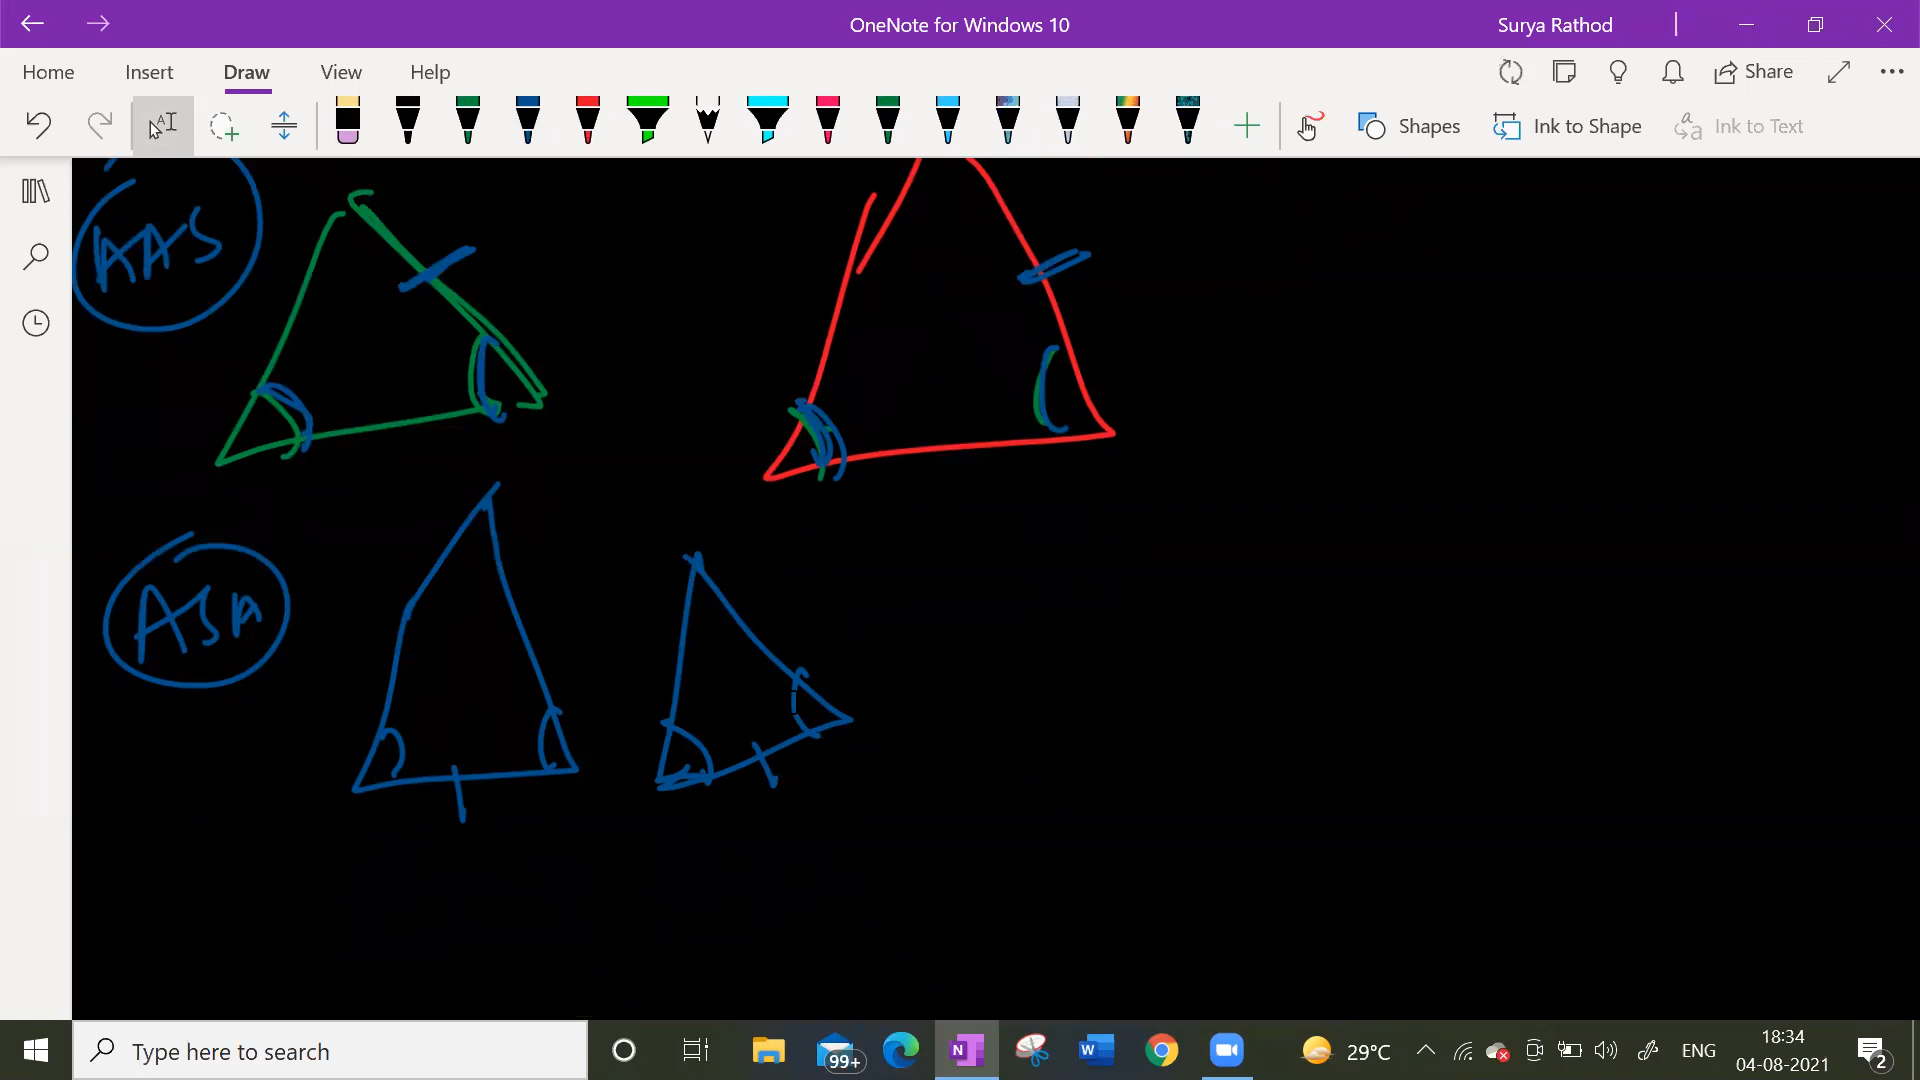 OneNote for Windows 10
Surya Rathod
Home Insert Draw View Help
Share
Shapes
Ink to Shape
Ink to Text
AAS
ASA
Type here to search
99+
29°C
ENG
18:34
04-08-2021
2